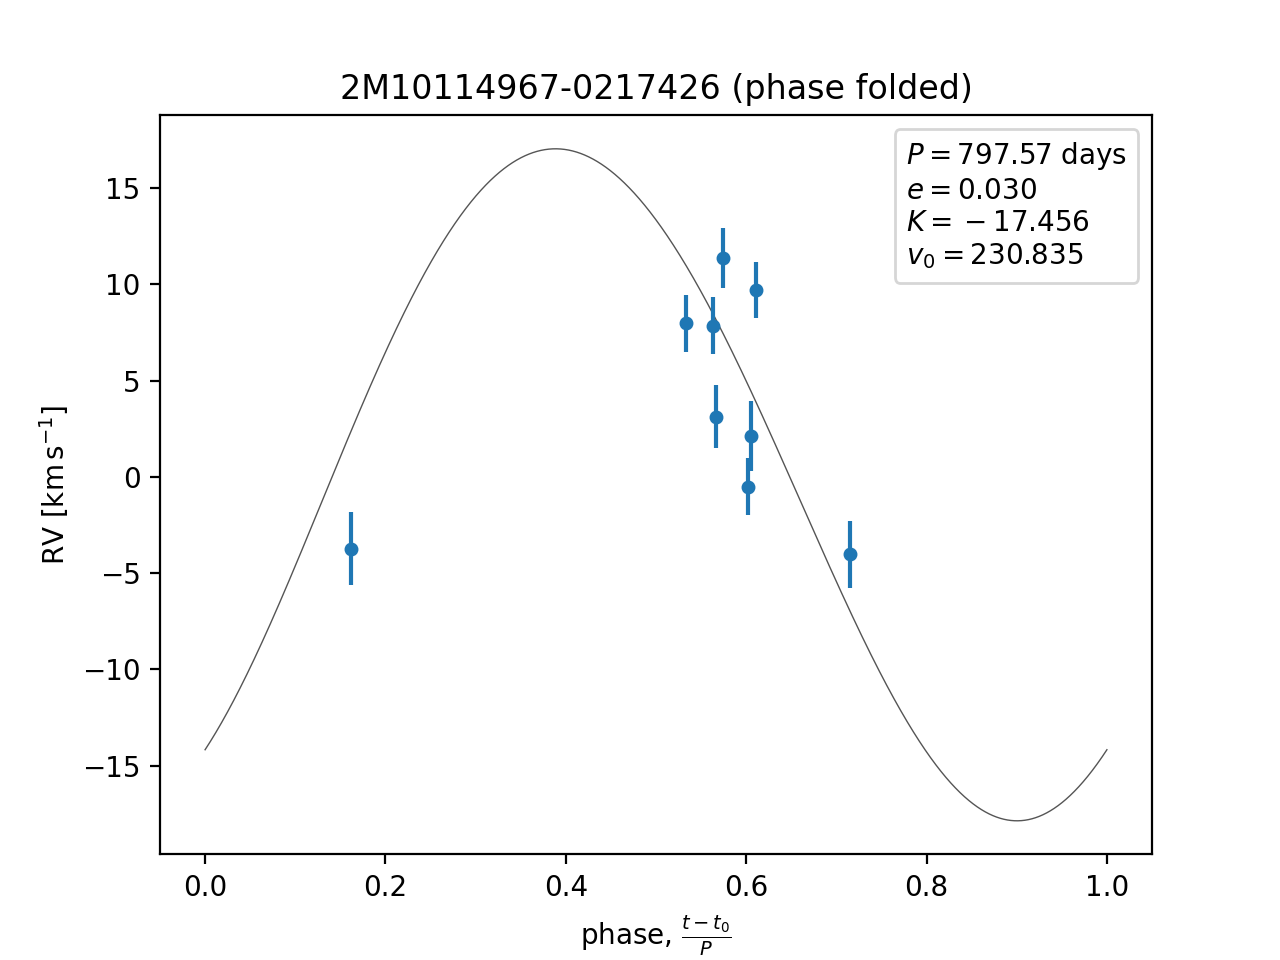 2M10114967-0217426 (phase folded)
P = 797.57 days
e = 0.030
K = −17.456
v₀ = 230.835
RV [km s⁻¹]
15
10
5
0
−5
−10
−15
0.0 0.2 0.4 0.6 0.8 1.0
phase, (t − t₀)/P